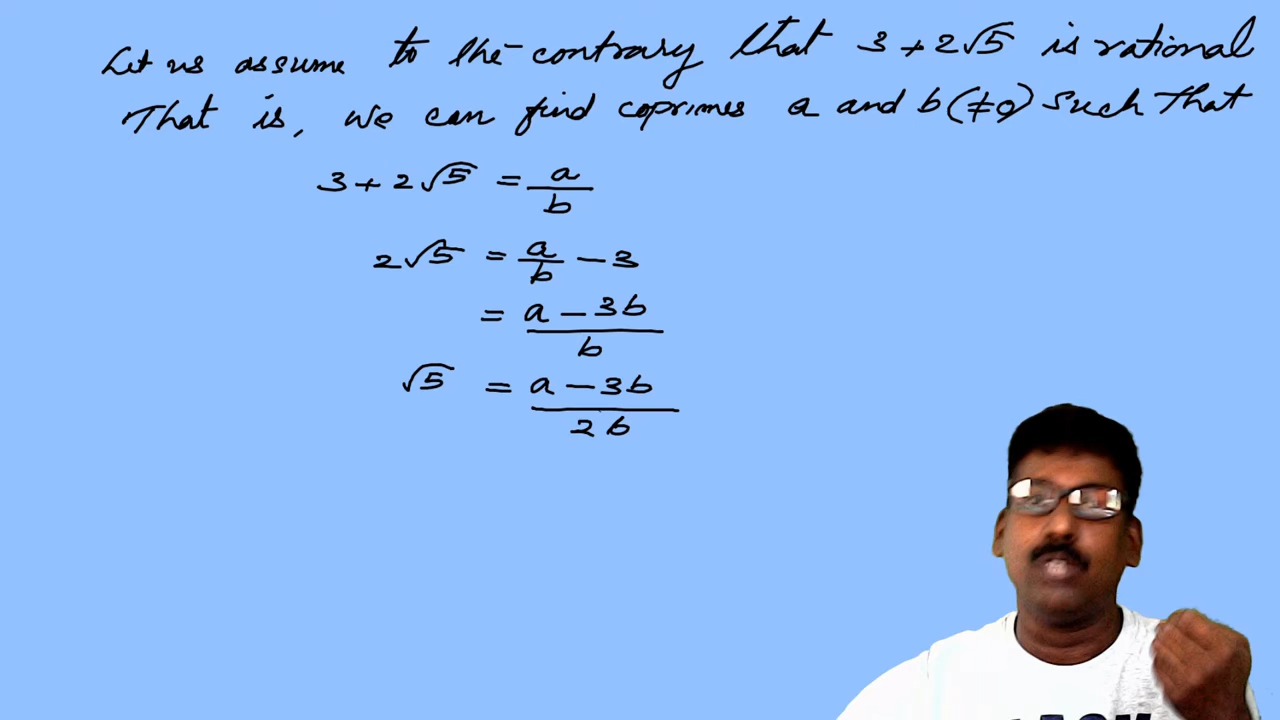 Let us assume to the contrary that 3 + 2√5 is rational
That is, we can find coprimes a and b (≠0) such that
3 + 2√5 = a/b
2√5 = a/b − 3
= a − 3b / b
√5 = a − 3b / 2b